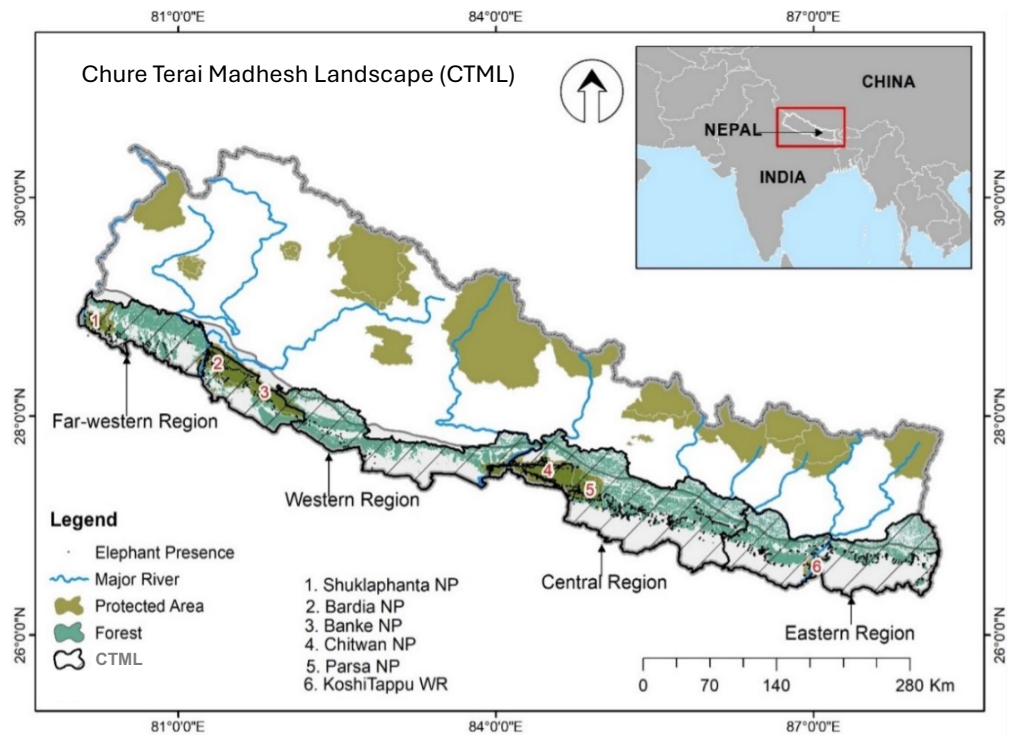 81°0'0"E 84°0'0"E 87°0'0"E
Chure Terai Madhesh Landscape (CTML)
CHINA
NEPAL
INDIA
30°0'0"N
30°0'0"N
1
2
3
28°0'0"N
28°0'0"N
Far-western Region
4
5
Western Region
6
Central Region
Eastern Region
Legend
Elephant Presence
Major River
Protected Area
Forest
CTML
1. Shuklaphanta NP
2. Bardia NP
3. Banke NP
4. Chitwan NP
5. Parsa NP
6. KoshiTappu WR
26°0'0"N
26°0'0"N
0 70 140 280 Km
81°0'0"E 84°0'0"E 87°0'0"E